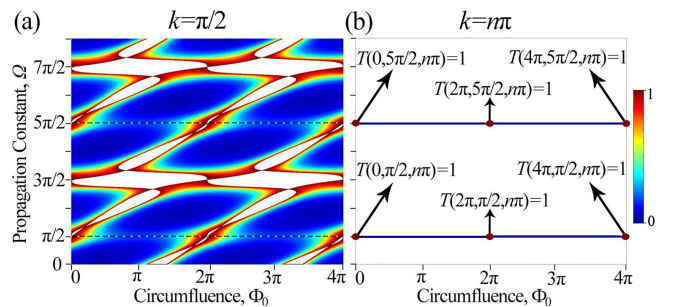 (a)
k=π/2
Propagation Constant, Ω
7π/2
5π/2
3π/2
π/2
0
0
π
2π
3π
4π
Circumfluence, Φ0
(b)
k=nπ
T(0,5π/2,nπ)=1
T(4π,5π/2,nπ)=1
T(2π,5π/2,nπ)=1
T(0,π/2,nπ)=1
T(4π,π/2,nπ)=1
T(2π,π/2,nπ)=1
0
π
2π
3π
4π
Circumfluence, Φ0
1
0